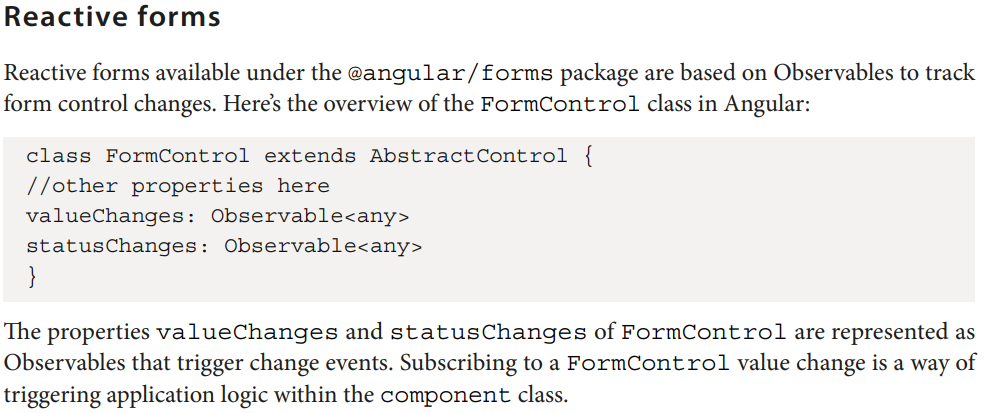 Reactive forms
Reactive forms available under the @angular/forms package are based on Observables to track
form control changes. Here’s the overview of the FormControl class in Angular:
class FormControl extends AbstractControl {
//other properties here
valueChanges: Observable<any>
statusChanges: Observable<any>
}
The properties valueChanges and statusChanges of FormControl are represented as
Observables that trigger change events. Subscribing to a FormControl value change is a way of
triggering application logic within the component class.